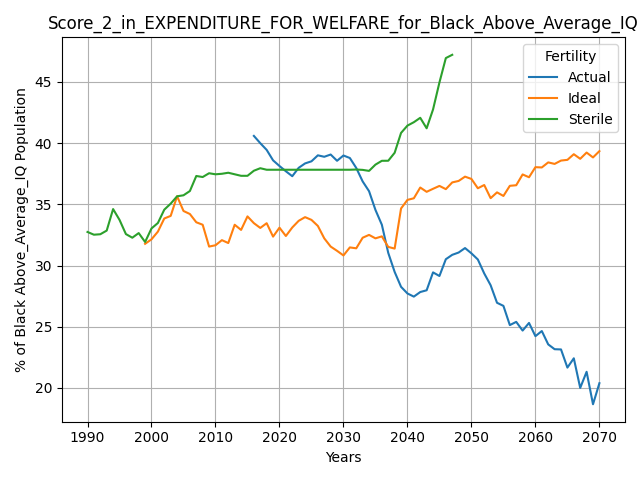 Score_2_in_EXPENDITURE_FOR_WELFARE_for_Black_Above_Average_IQ
% of Black Above_Average_IQ Population
45
40
35
30
25
20
Fertility
Actual
Ideal
Sterile
1990 2000 2010 2020 2030 2040 2050 2060 2070
Years